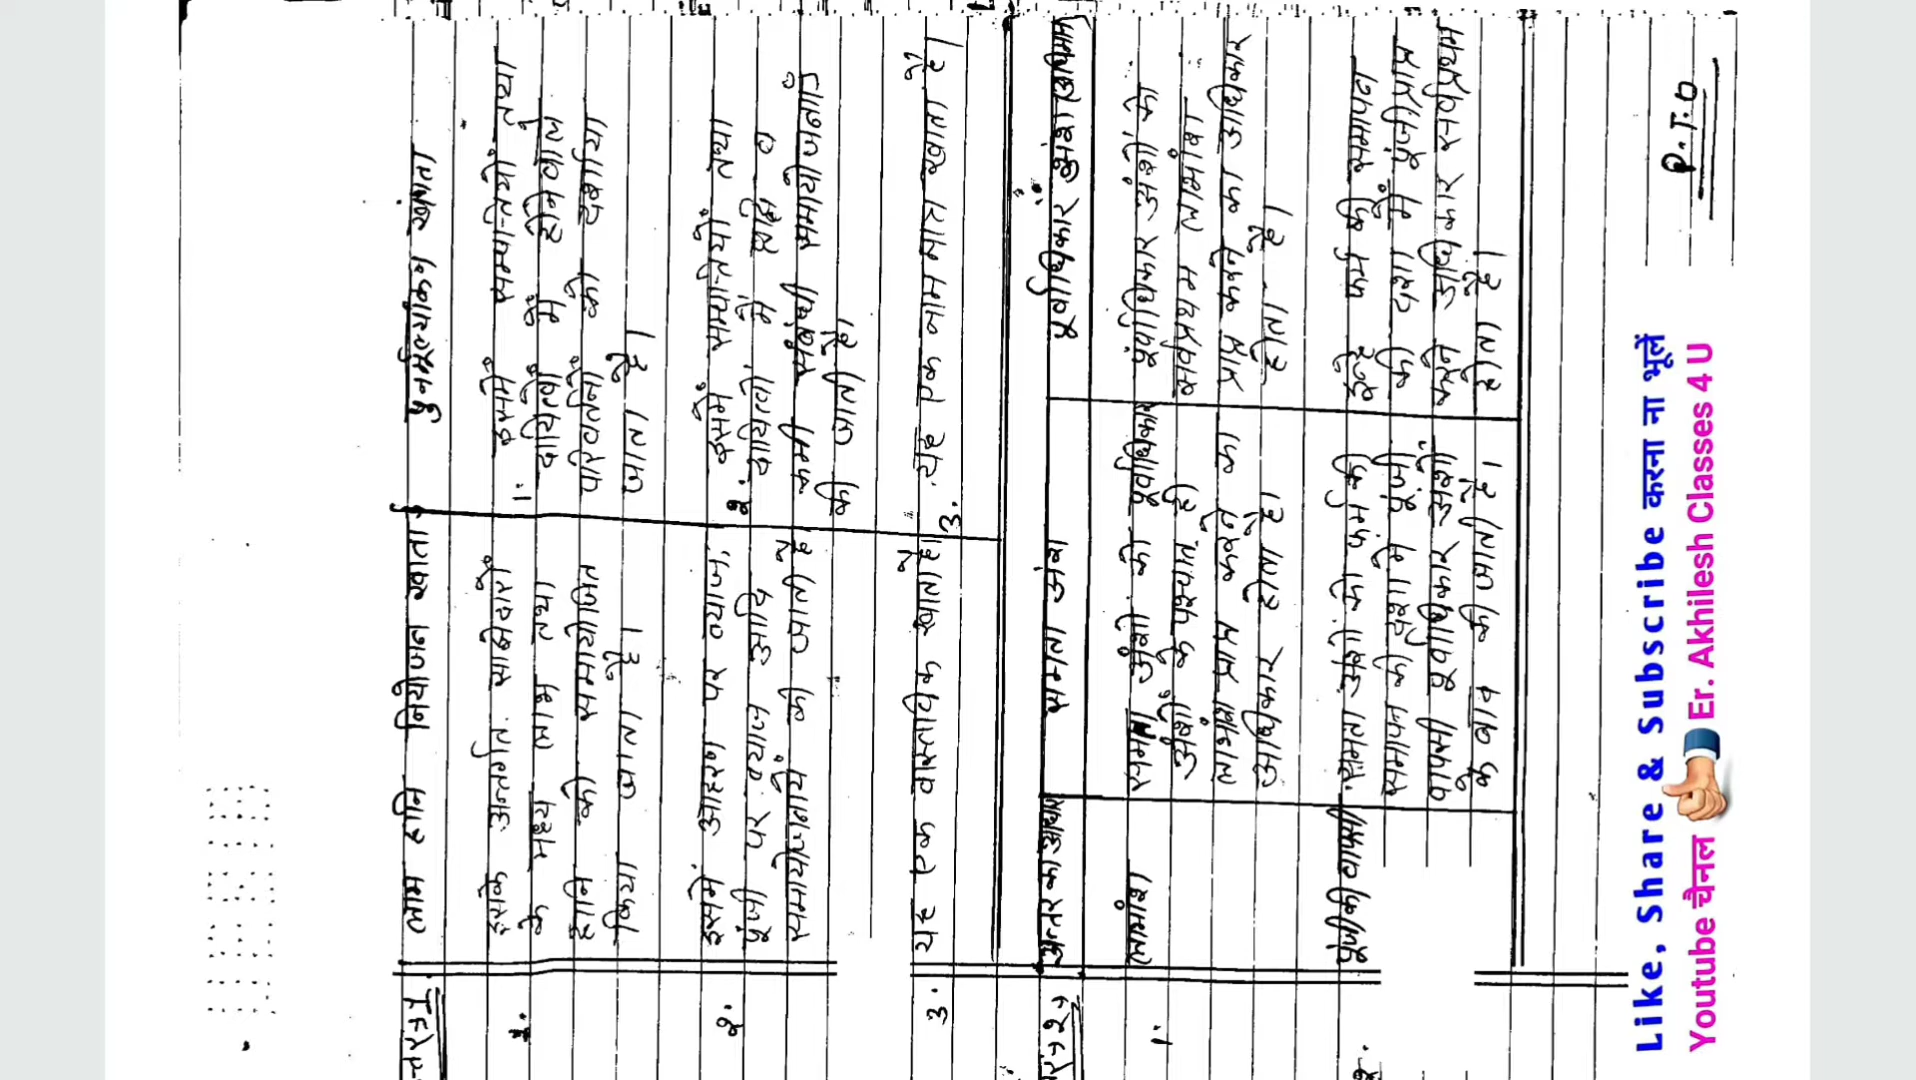 लाभ हानि नियोजन खाता
पुनर्मूल्यांकन खाता
1.
इसके अन्तर्गत साझेदारों
के मध्य लाभ तथा
हानि को समायोजित
किया जाता है।
1.
इसमें सम्पत्तियों तथा
दायित्वों में होनेवाले
परिवर्तनों को दर्शाया
जाता है।
2.
इसमें आहरण पर ब्याज,
पूंजी पर ब्याज आदि
समायोजनायें की जाती है
2.
इसमें सम्पत्तियों तथा
दायित्वों में वृद्धि व
कमी संबंधी समायोजनाएँ
की जाती है।
3.
यह एक वास्तविक खाता है।
3.
यह एक नाम मात्र खाता है।
अन्तर का आधार
समता अंश
पूर्वाधिकार अंश
1.
लाभांश
समता अंशों को पूर्वाधिकार
अंशों के पश्चात ही
लाभांश प्राप्त करने का
अधिकार होता है।
पूर्वाधिकार अंशों को
सर्वप्रथम लाभांश
प्राप्त करने का अधिकार
होता है।
2.
पूंजी की वापसी
समता अंशों को फर्म की
समापन की दशा में पूंजी
वापसी पूर्वाधिकार अंशों
के बाद की जाती है।
इन्हें फर्म की समापन
की दशा में पूंजी प्राप्त
करने अधिकार सर्वप्रथम
होता है।
P.T.O
Like, Share & Subscribe करना ना भूलें
Youtube चैनल Er. Akhilesh Classes 4 U